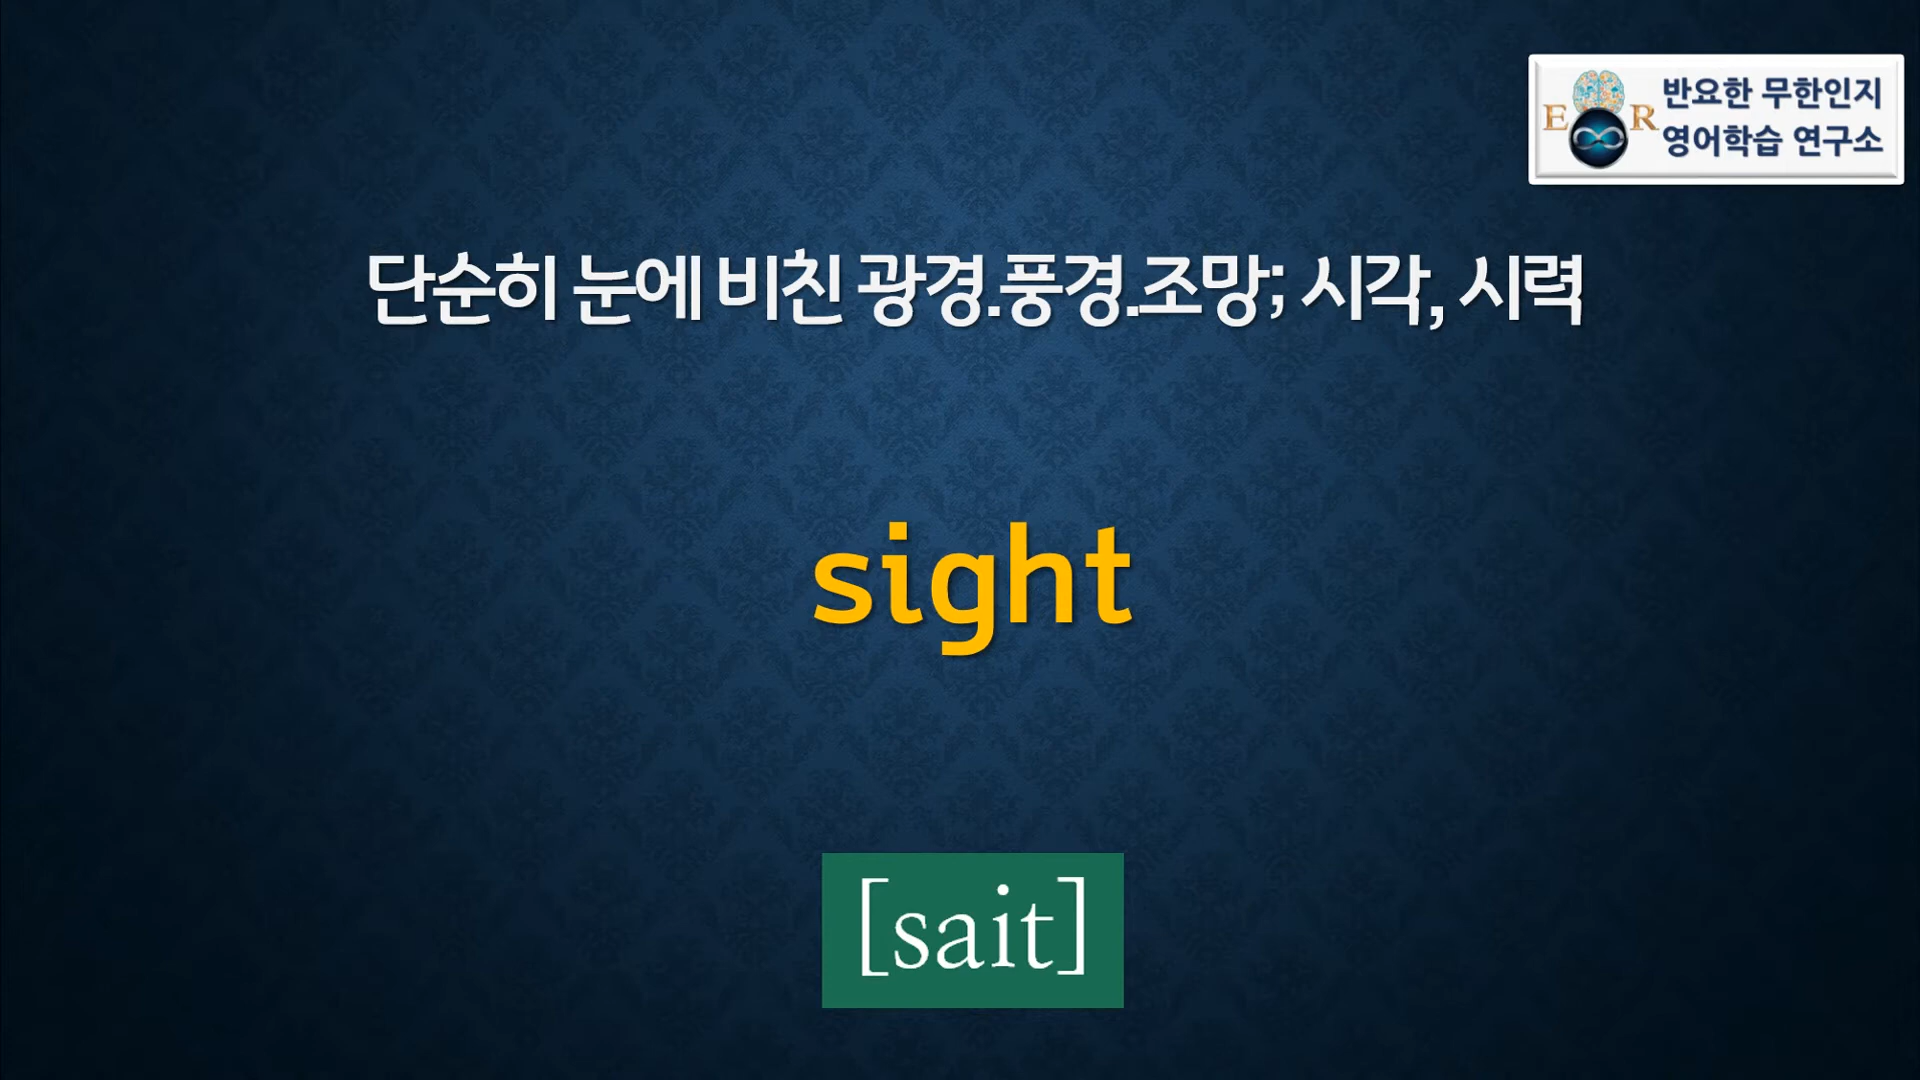 E R
반요한 무한인지
영어학습 연구소
단순히 눈에 비친 광경.풍경.조망; 시각, 시력
sight
[sait]